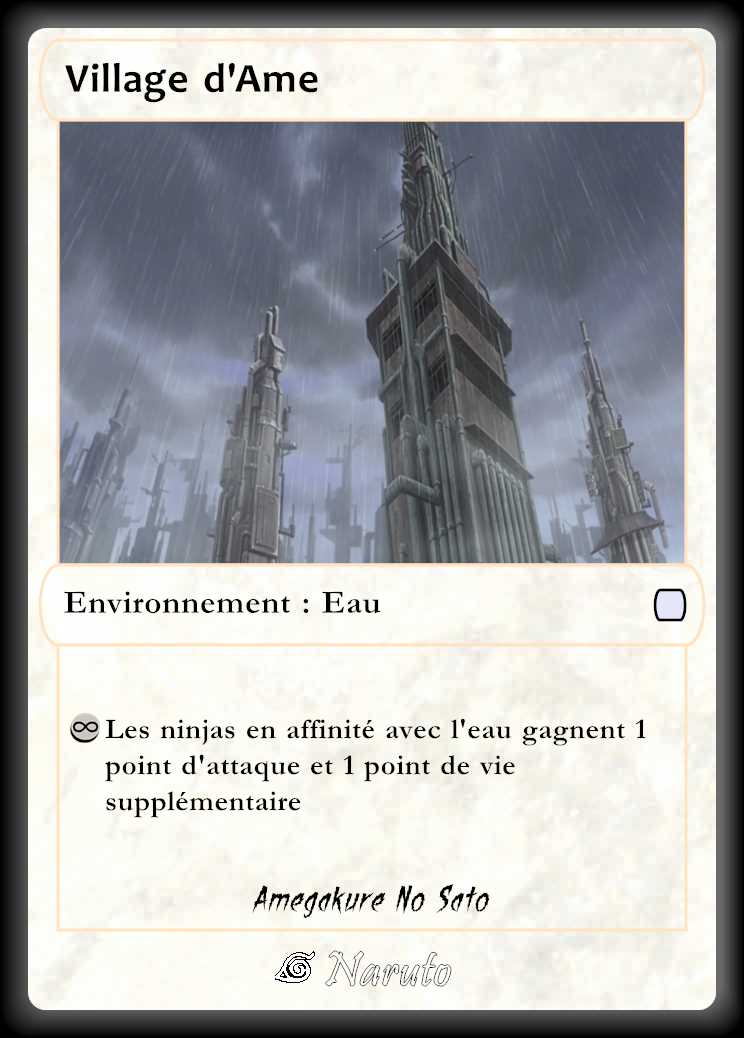 Village d'Ame
Environnement : Eau
∞ Les ninjas en affinité avec l'eau gagnent 1
point d'attaque et 1 point de vie
supplémentaire
Amegakure No Sato
Naruto